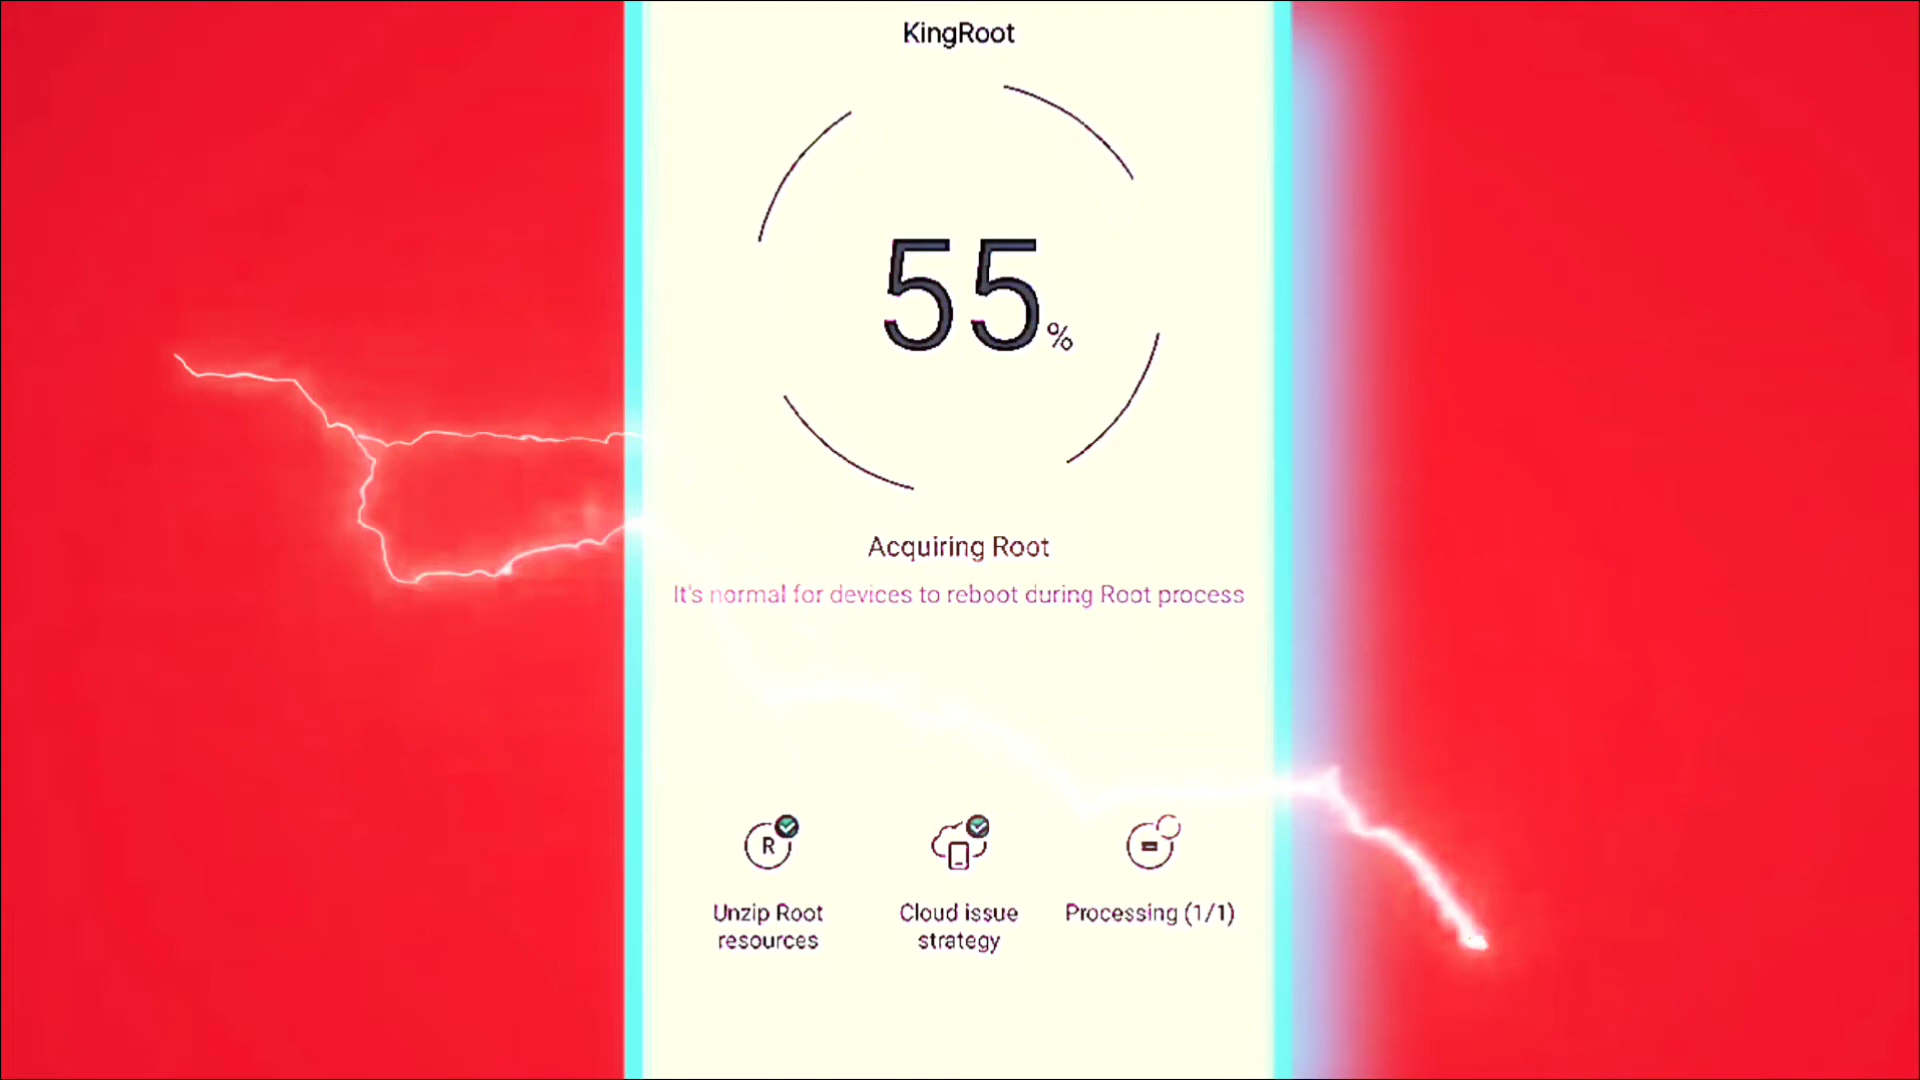 KingRoot
55%
Acquiring Root
It's normal for devices to reboot during Root process
R
Unzip Root
resources
Cloud issue
strategy
Processing (1/1)